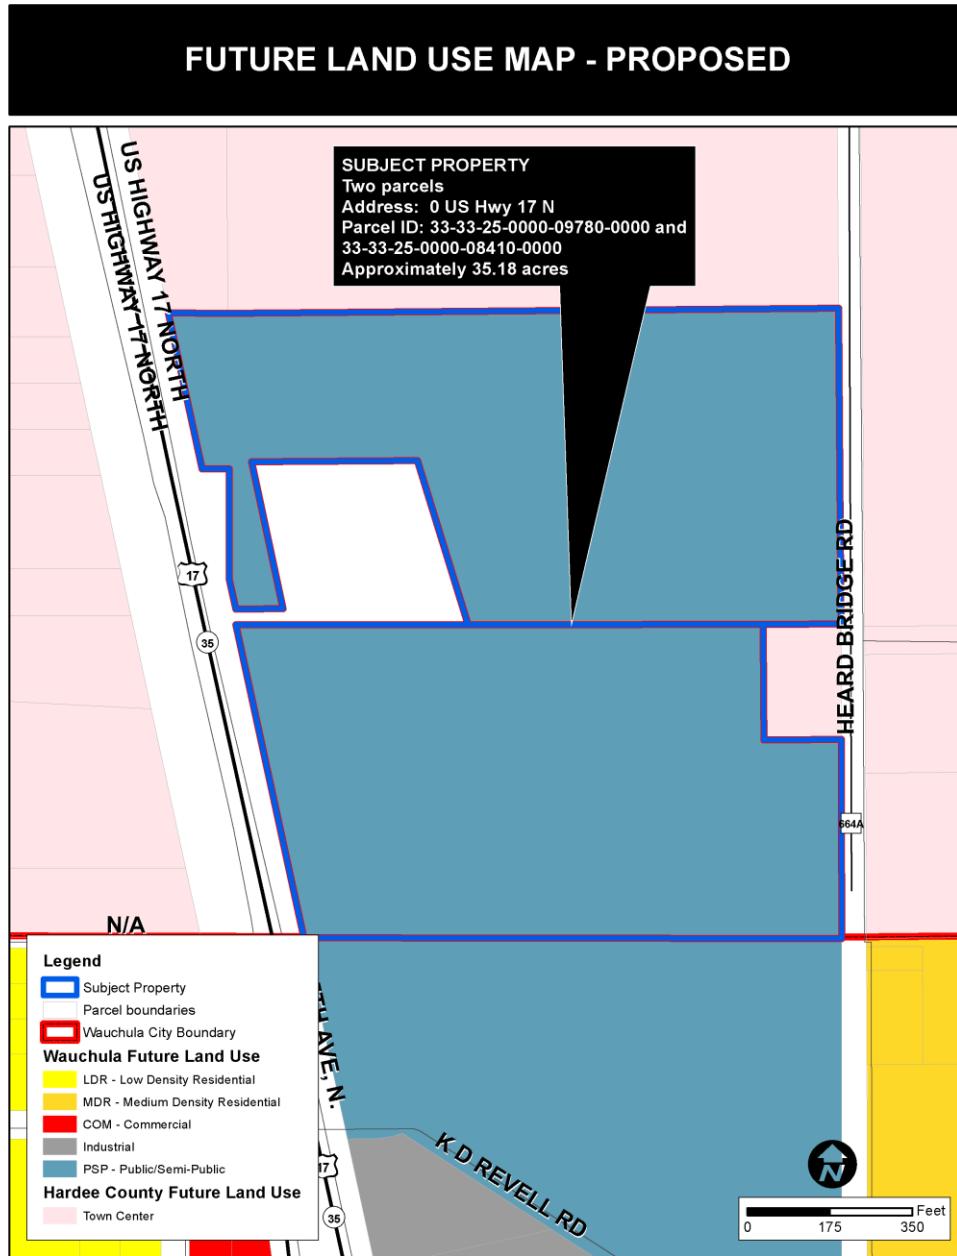 FUTURE LAND USE MAP - PROPOSED
SUBJECT PROPERTY
Two parcels
Address: 0 US Hwy 17 N
Parcel ID: 33-33-25-0000-09780-0000 and
33-33-25-0000-08410-0000
Approximately 35.18 acres
US HIGHWAY 17 NORTH
US HIGHWAY 17 NORTH
17
35
HEARD BRIDGE RD
664A
N/A
Legend
Subject Property
Parcel boundaries
Wauchula City Boundary
Wauchula Future Land Use
LDR - Low Density Residential
MDR - Medium Density Residential
COM - Commercial
Industrial
PSP - Public/Semi-Public
Hardee County Future Land Use
Town Center
TH AVE, N.
17
35
K D REVELL RD
N
Feet
0
175
350